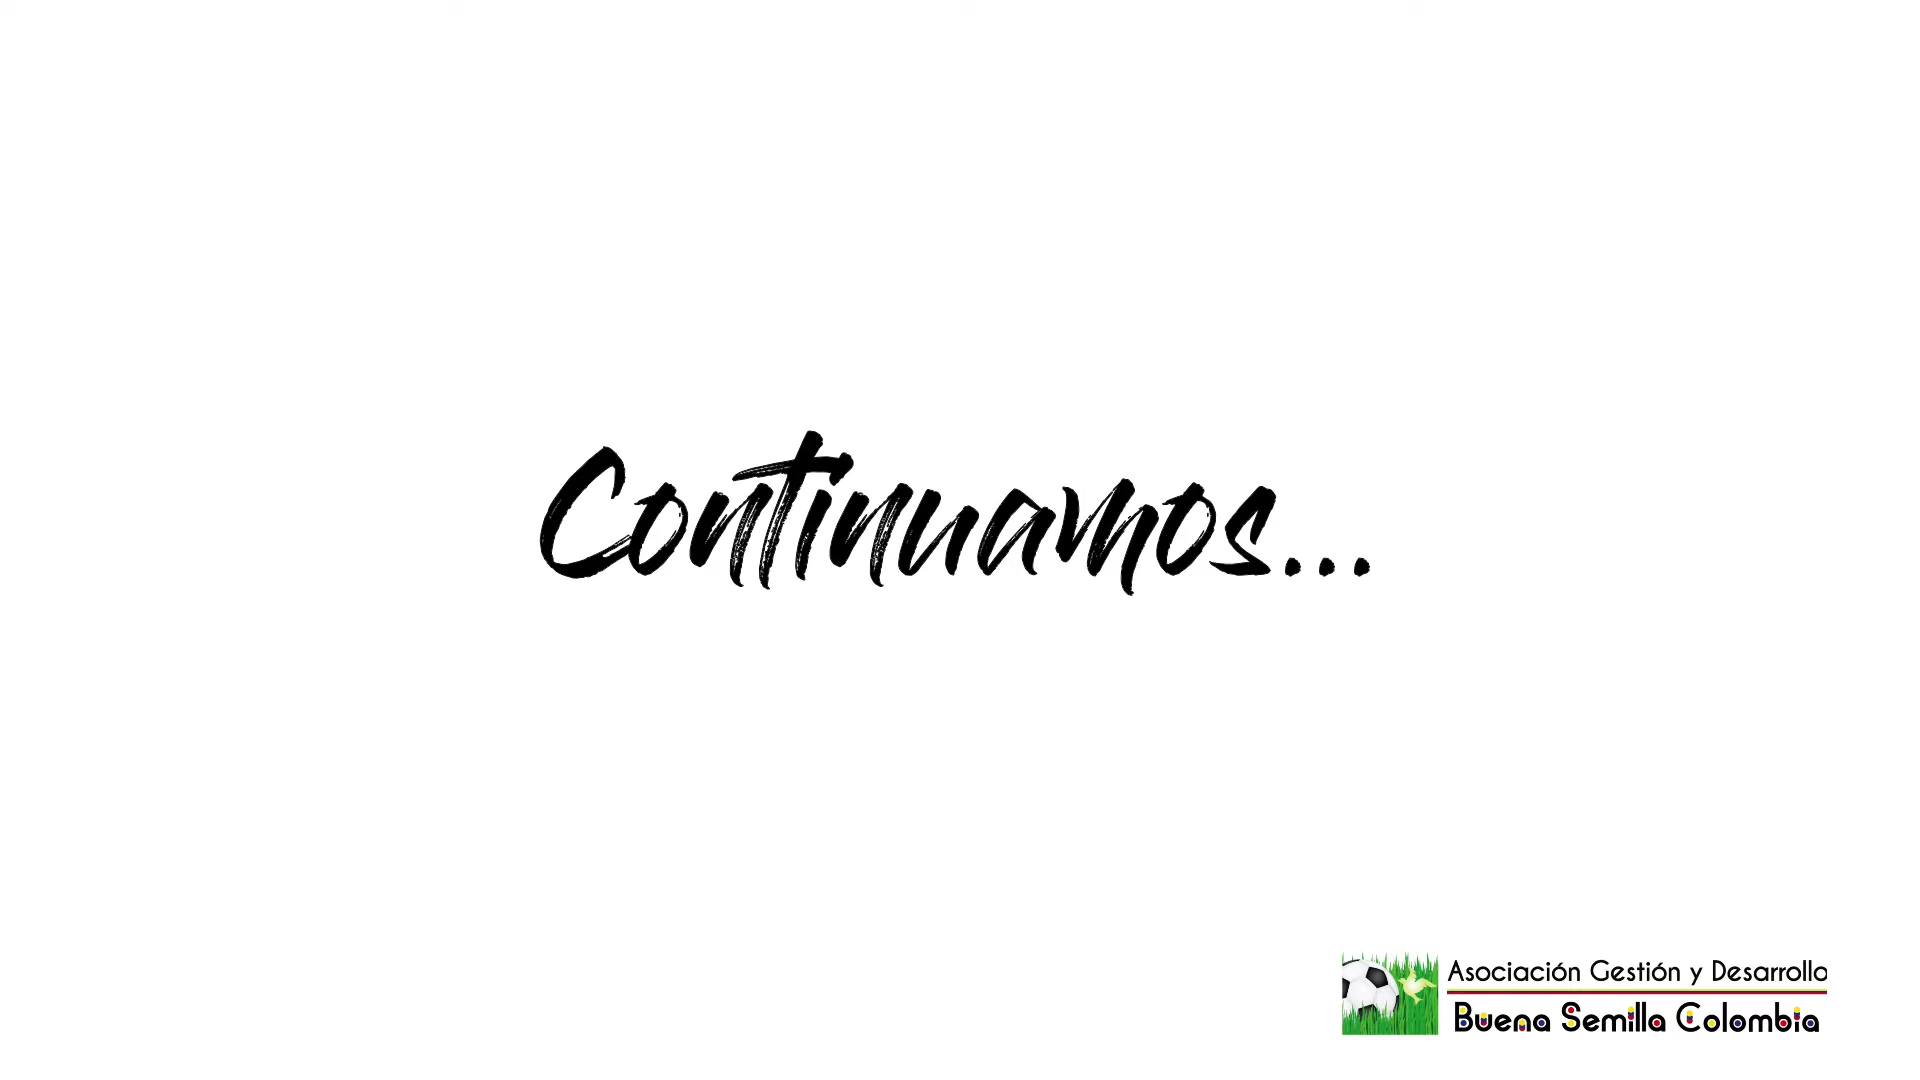 Continuamos...
Asociación Gestión y Desarrollo
Buena Semilla Colombia